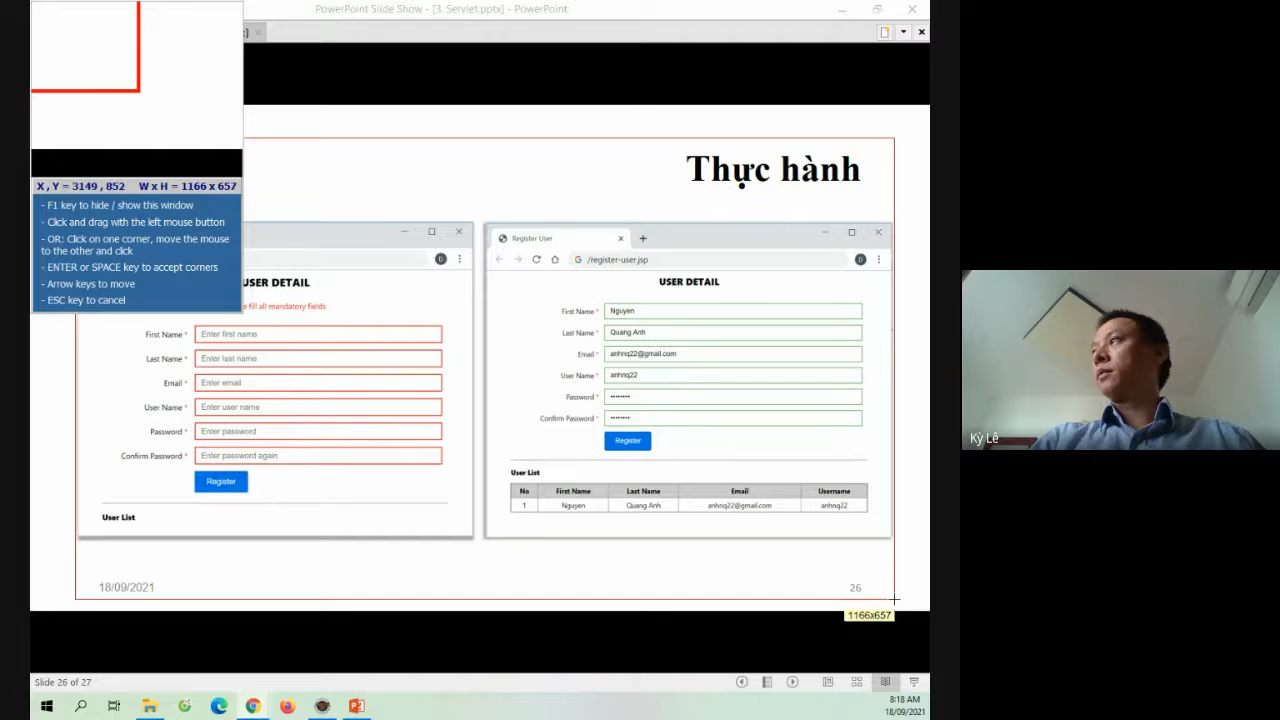 PowerPoint Slide Show - [3. Servlet.pptx] - PowerPoint
X , Y = 3149 , 852 W x H = 1166 x 657
- F1 key to hide / show this window
- Click and drag with the left mouse button
- OR: Click on one corner, move the mouse
to the other and click
- ENTER or SPACE key to accept corners
- Arrow keys to move
- ESC key to cancel
Thực hành
USER DETAIL
fill all mandatory fields
First Name *
Enter first name
Last Name *
Enter last name
Email *
Enter email
User Name *
Enter user name
Password *
Enter password
Confirm Password *
Enter password again
Register
User List
Register User
/register-user.jsp
D
D
USER DETAIL
First Name *
Nguyen
Last Name *
Quang Anh
Email *
anhnq22@gmail.com
User Name *
anhnq22
Password *
••••••••
Confirm Password *
••••••••
Register
User List
No First Name Last Name Email Username
1 Nguyen Quang Anh anhnq22@gmail.com anhnq22
18/09/2021
26
1166x657
Kỳ Lê
Slide 26 of 27
8:18 AM
18/09/2021